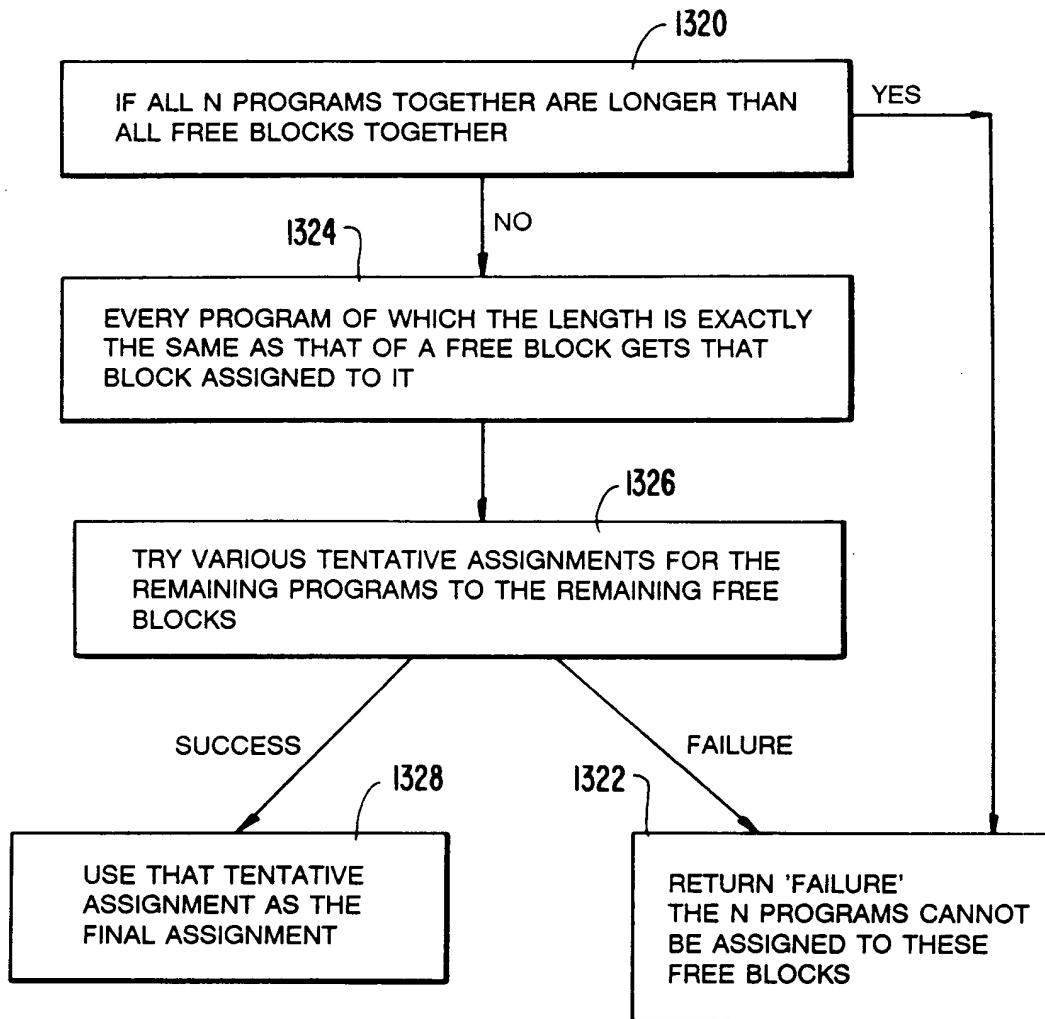 1320
IF ALL N PROGRAMS TOGETHER ARE LONGER THAN
ALL FREE BLOCKS TOGETHER
YES
NO
1324
EVERY PROGRAM OF WHICH THE LENGTH IS EXACTLY
THE SAME AS THAT OF A FREE BLOCK GETS THAT
BLOCK ASSIGNED TO IT
1326
TRY VARIOUS TENTATIVE ASSIGNMENTS FOR THE
REMAINING PROGRAMS TO THE REMAINING FREE
BLOCKS
SUCCESS
FAILURE
1328
USE THAT TENTATIVE
ASSIGNMENT AS THE
FINAL ASSIGNMENT
1322
RETURN 'FAILURE'
THE N PROGRAMS CANNOT
BE ASSIGNED TO THESE
FREE BLOCKS